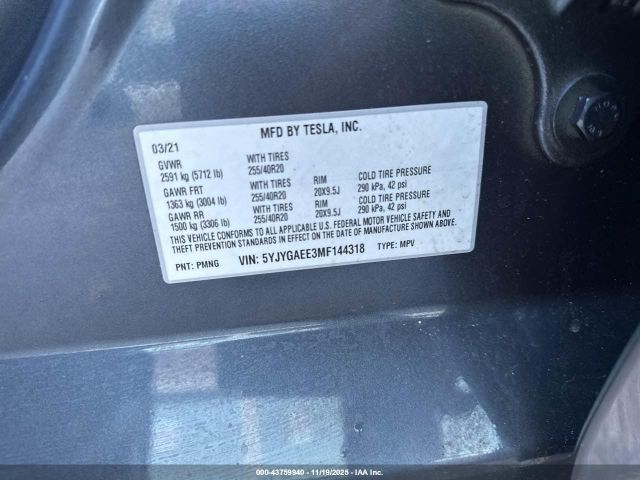 MFD BY TESLA, INC.
03/21
GVWR WITH TIRES
2591 kg (5712 lb) 255/40R20
GAWR FRT WITH TIRES RIM COLD TIRE PRESSURE
1363 kg (3004 lb) 255/40R20 20X9.5J 290 kPa, 42 psi
GAWR RR WITH TIRES RIM COLD TIRE PRESSURE
1500 kg (3306 lb) 255/40R20 20X9.5J 290 kPa, 42 psi
THIS VEHICLE CONFORMS TO ALL APPLICABLE U.S. FEDERAL MOTOR VEHICLE SAFETY AND
THEFT PREVENTION STANDARDS IN EFFECT ON THE DATE OF MANUFACTURE SHOWN ABOVE.
PNT: PMNG VIN: 5YJYGAEE3MF144318 TYPE: MPV
000-43759940 - 11/19/2025 - IAA Inc.